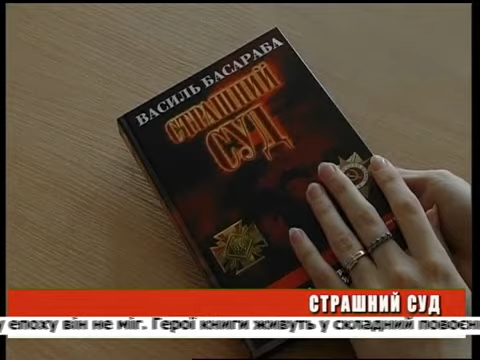 ВАСИЛЬ БАСАРАБА
СТРАШНИЙ
СУД
СТРАШНИЙ СУД
у епоху він не міг. Герої книги живуть у складний повоєн